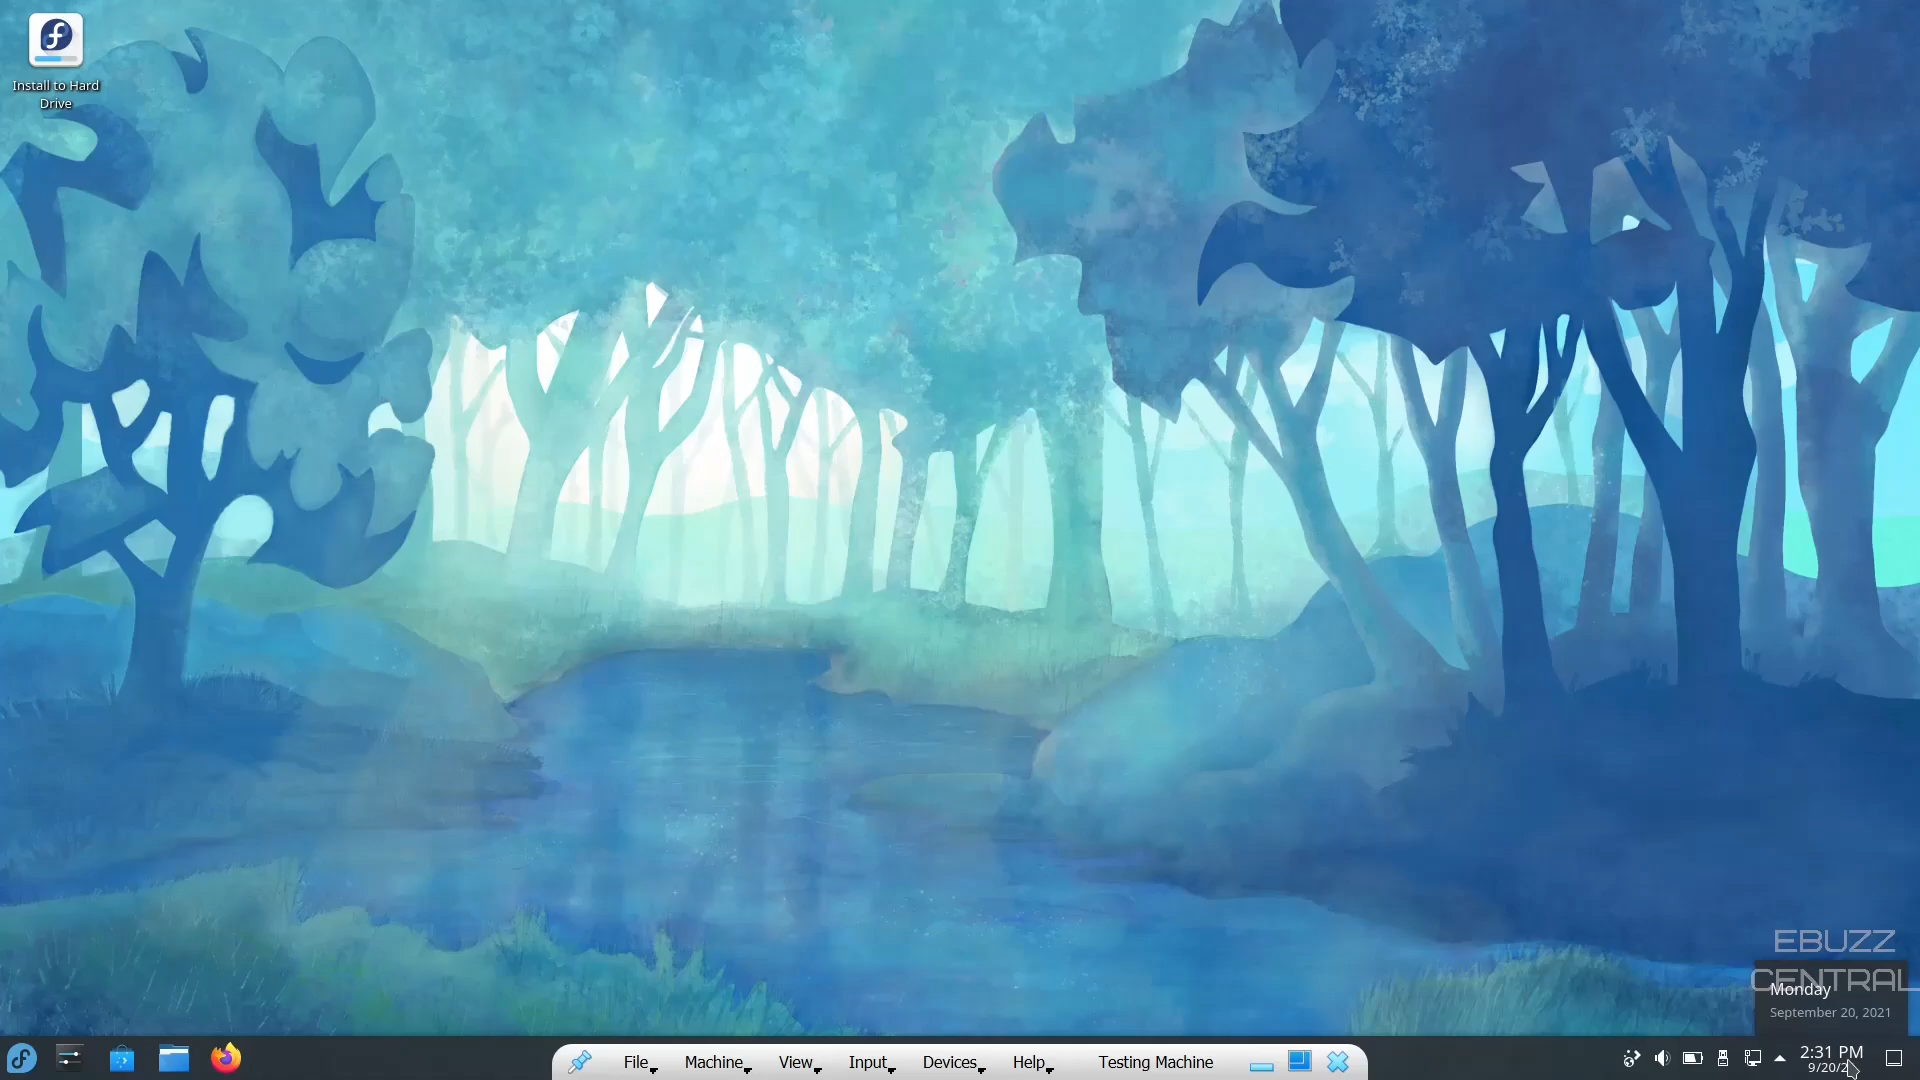 Install to Hard
Drive
EBUZZ
CENTRAL
Monday
September 20, 2021
File
Machine
View
Input
Devices
Help
Testing Machine
2:31 PM